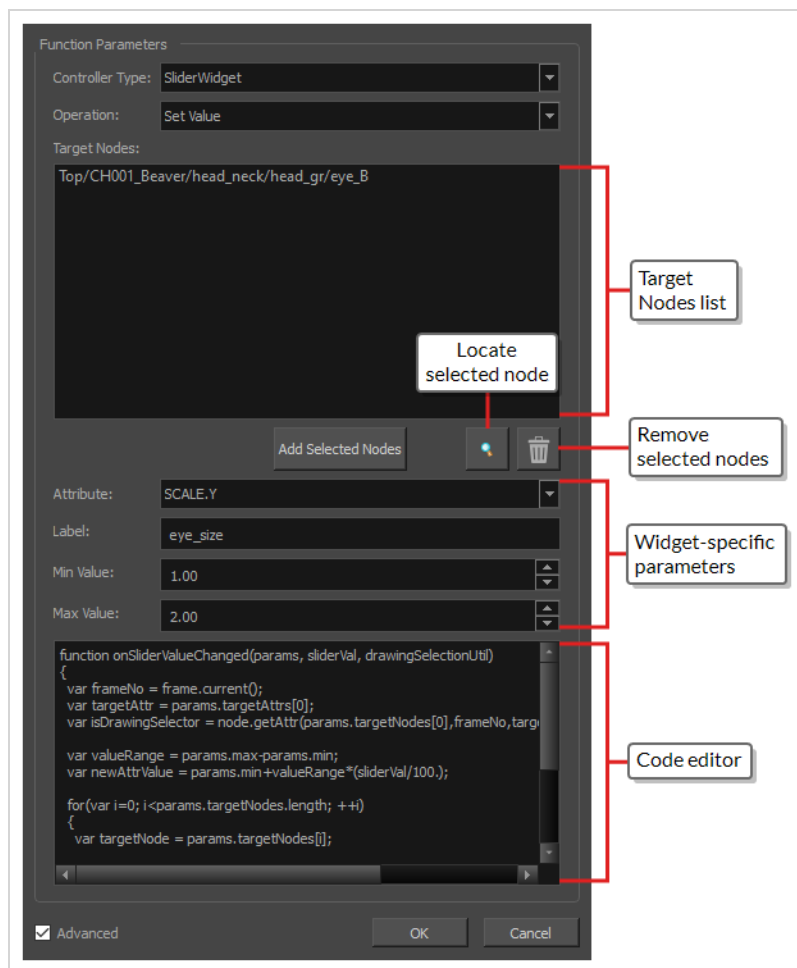 Function Parameters
Controller Type:
SliderWidget
Operation:
Set Value
Target Nodes:
Top/CH001_Beaver/head_neck/head_gr/eye_B
Target
Nodes list
Locate
selected node
Add Selected Nodes
Remove
selected nodes
Attribute:
SCALE.Y
Label:
eye_size
Widget-specific
parameters
Min Value:
1.00
Max Value:
2.00
function onSliderValueChanged(params, sliderVal, drawingSelectionUtil)
{
var frameNo = frame.current();
var targetAttr = params.targetAttrs[0];
var isDrawingSelector = node.getAttr(params.targetNodes[0],frameNo,targ
var valueRange = params.max-params.min;
var newAttrValue = params.min+valueRange*(sliderVal/100.);
for(var i=0; i<params.targetNodes.length; ++i)
{
var targetNode = params.targetNodes[i];
Code editor
Advanced
OK
Cancel